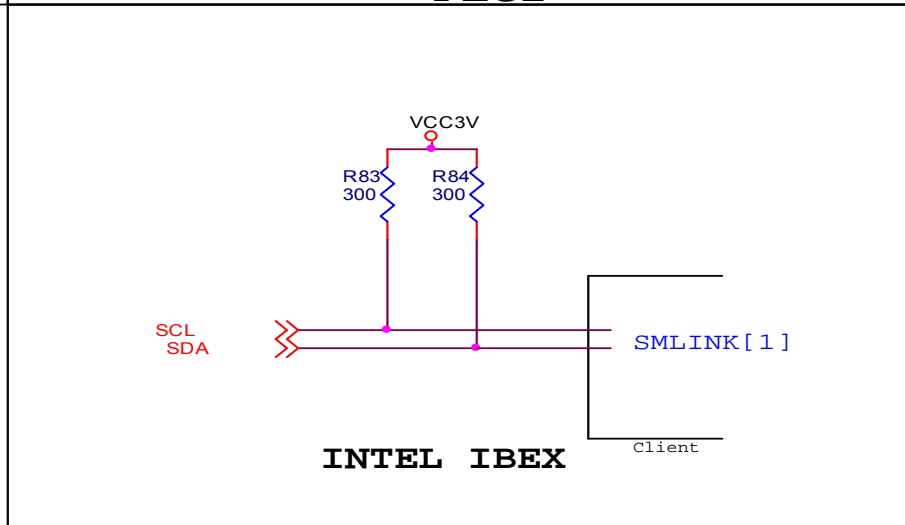 VCC3V
R83
300
R84
300
SCL
SDA
SMLINK[1]
Client
INTEL IBEX